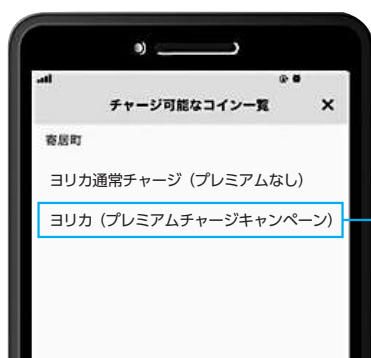 チャージ可能なコイン一覧 ×
寄居町
ヨリカ通常チャージ（プレミアムなし）
ヨリカ（プレミアムチャージキャンペーン）